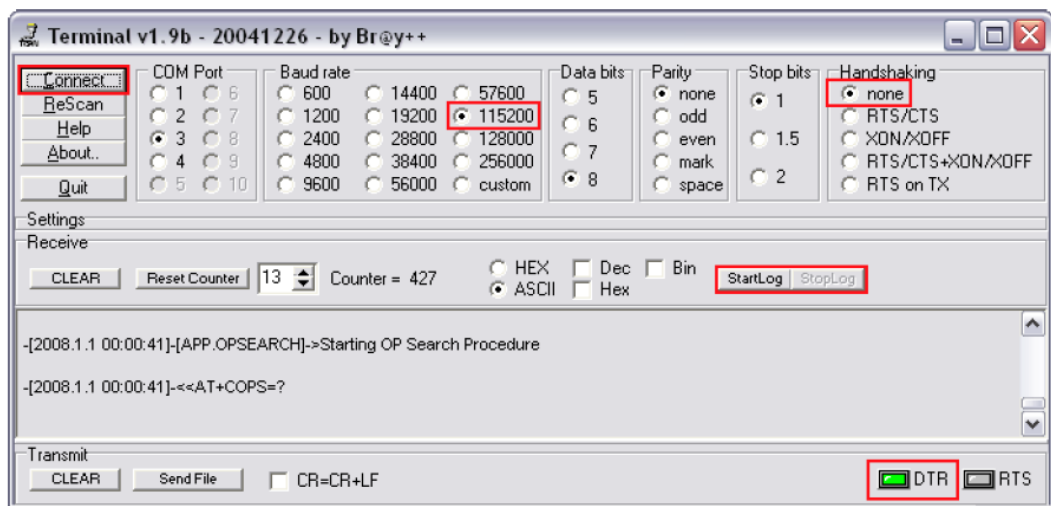 Terminal v1.9b - 20041226 - by Br@y++
Connect
ReScan
Help
About..
Quit
COM Port
1 6
2 7
3 8
4 9
5 10
Baud rate
600 14400 57600
1200 19200 115200
2400 28800 128000
4800 38400 256000
9600 56000 custom
Data bits
5
6
7
8
Parity
none
odd
even
mark
space
Stop bits
1
1.5
2
Handshaking
none
RTS/CTS
XON/XOFF
RTS/CTS+XON/XOFF
RTS on TX
Settings
Receive
CLEAR Reset Counter 13 Counter = 427
HEX Dec Bin
ASCII Hex
StartLog StopLog
-[2008.1.1 00:00:41]-[APP.OPSEARCH]->Starting OP Search Procedure
-[2008.1.1 00:00:41]-<<AT+COPS=?
Transmit
CLEAR Send File CR=CR+LF DTR RTS